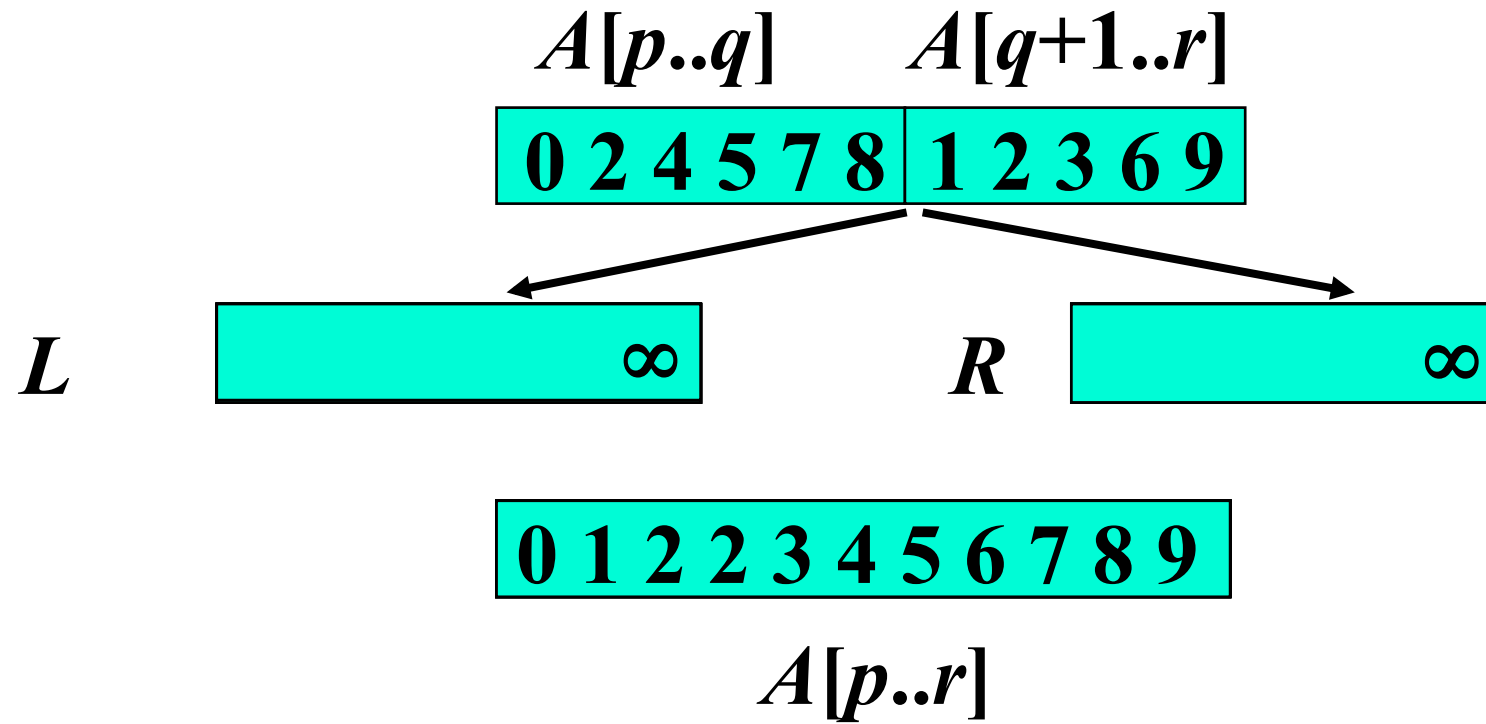 A[p..q] A[q+1..r]
0 2 4 5 7 8 1 2 3 6 9
L ∞ R ∞
0 1 2 2 3 4 5 6 7 8 9
A[p..r]